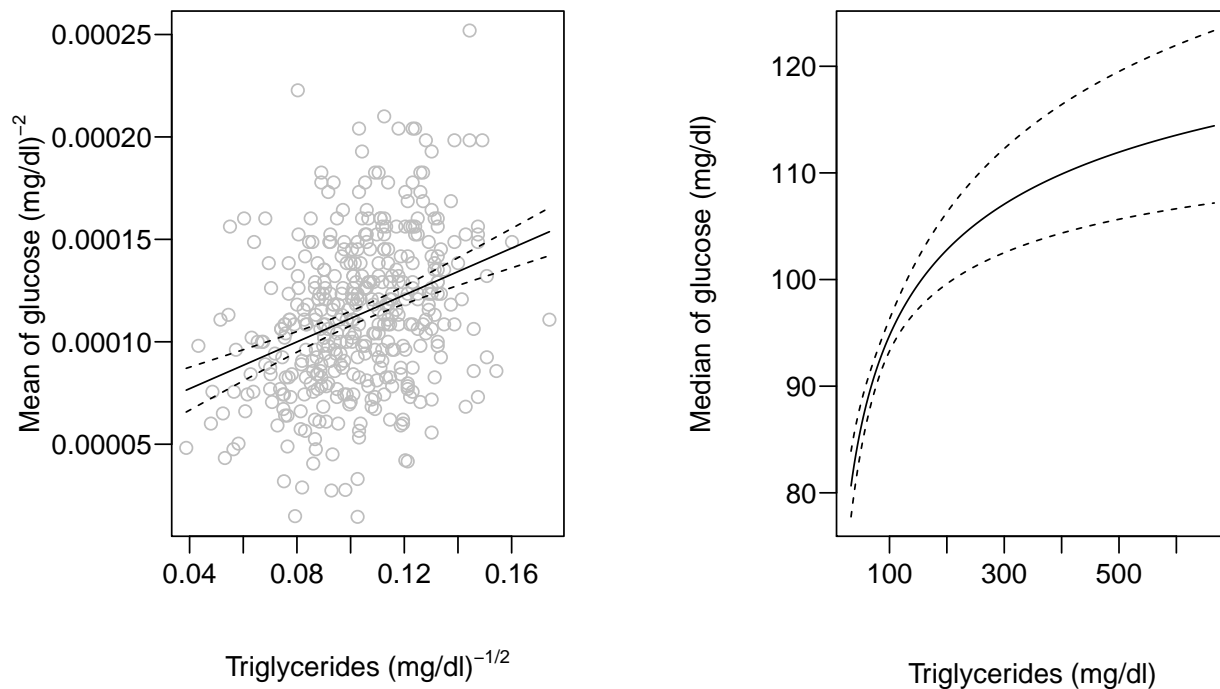 0.00025
0.00020
0.00015
0.00010
0.00005
Mean of glucose (mg/dl)⁻²
0.04 0.08 0.12 0.16
Triglycerides (mg/dl)⁻¹/²
120
110
100
90
80
Median of glucose (mg/dl)
100 300 500
Triglycerides (mg/dl)